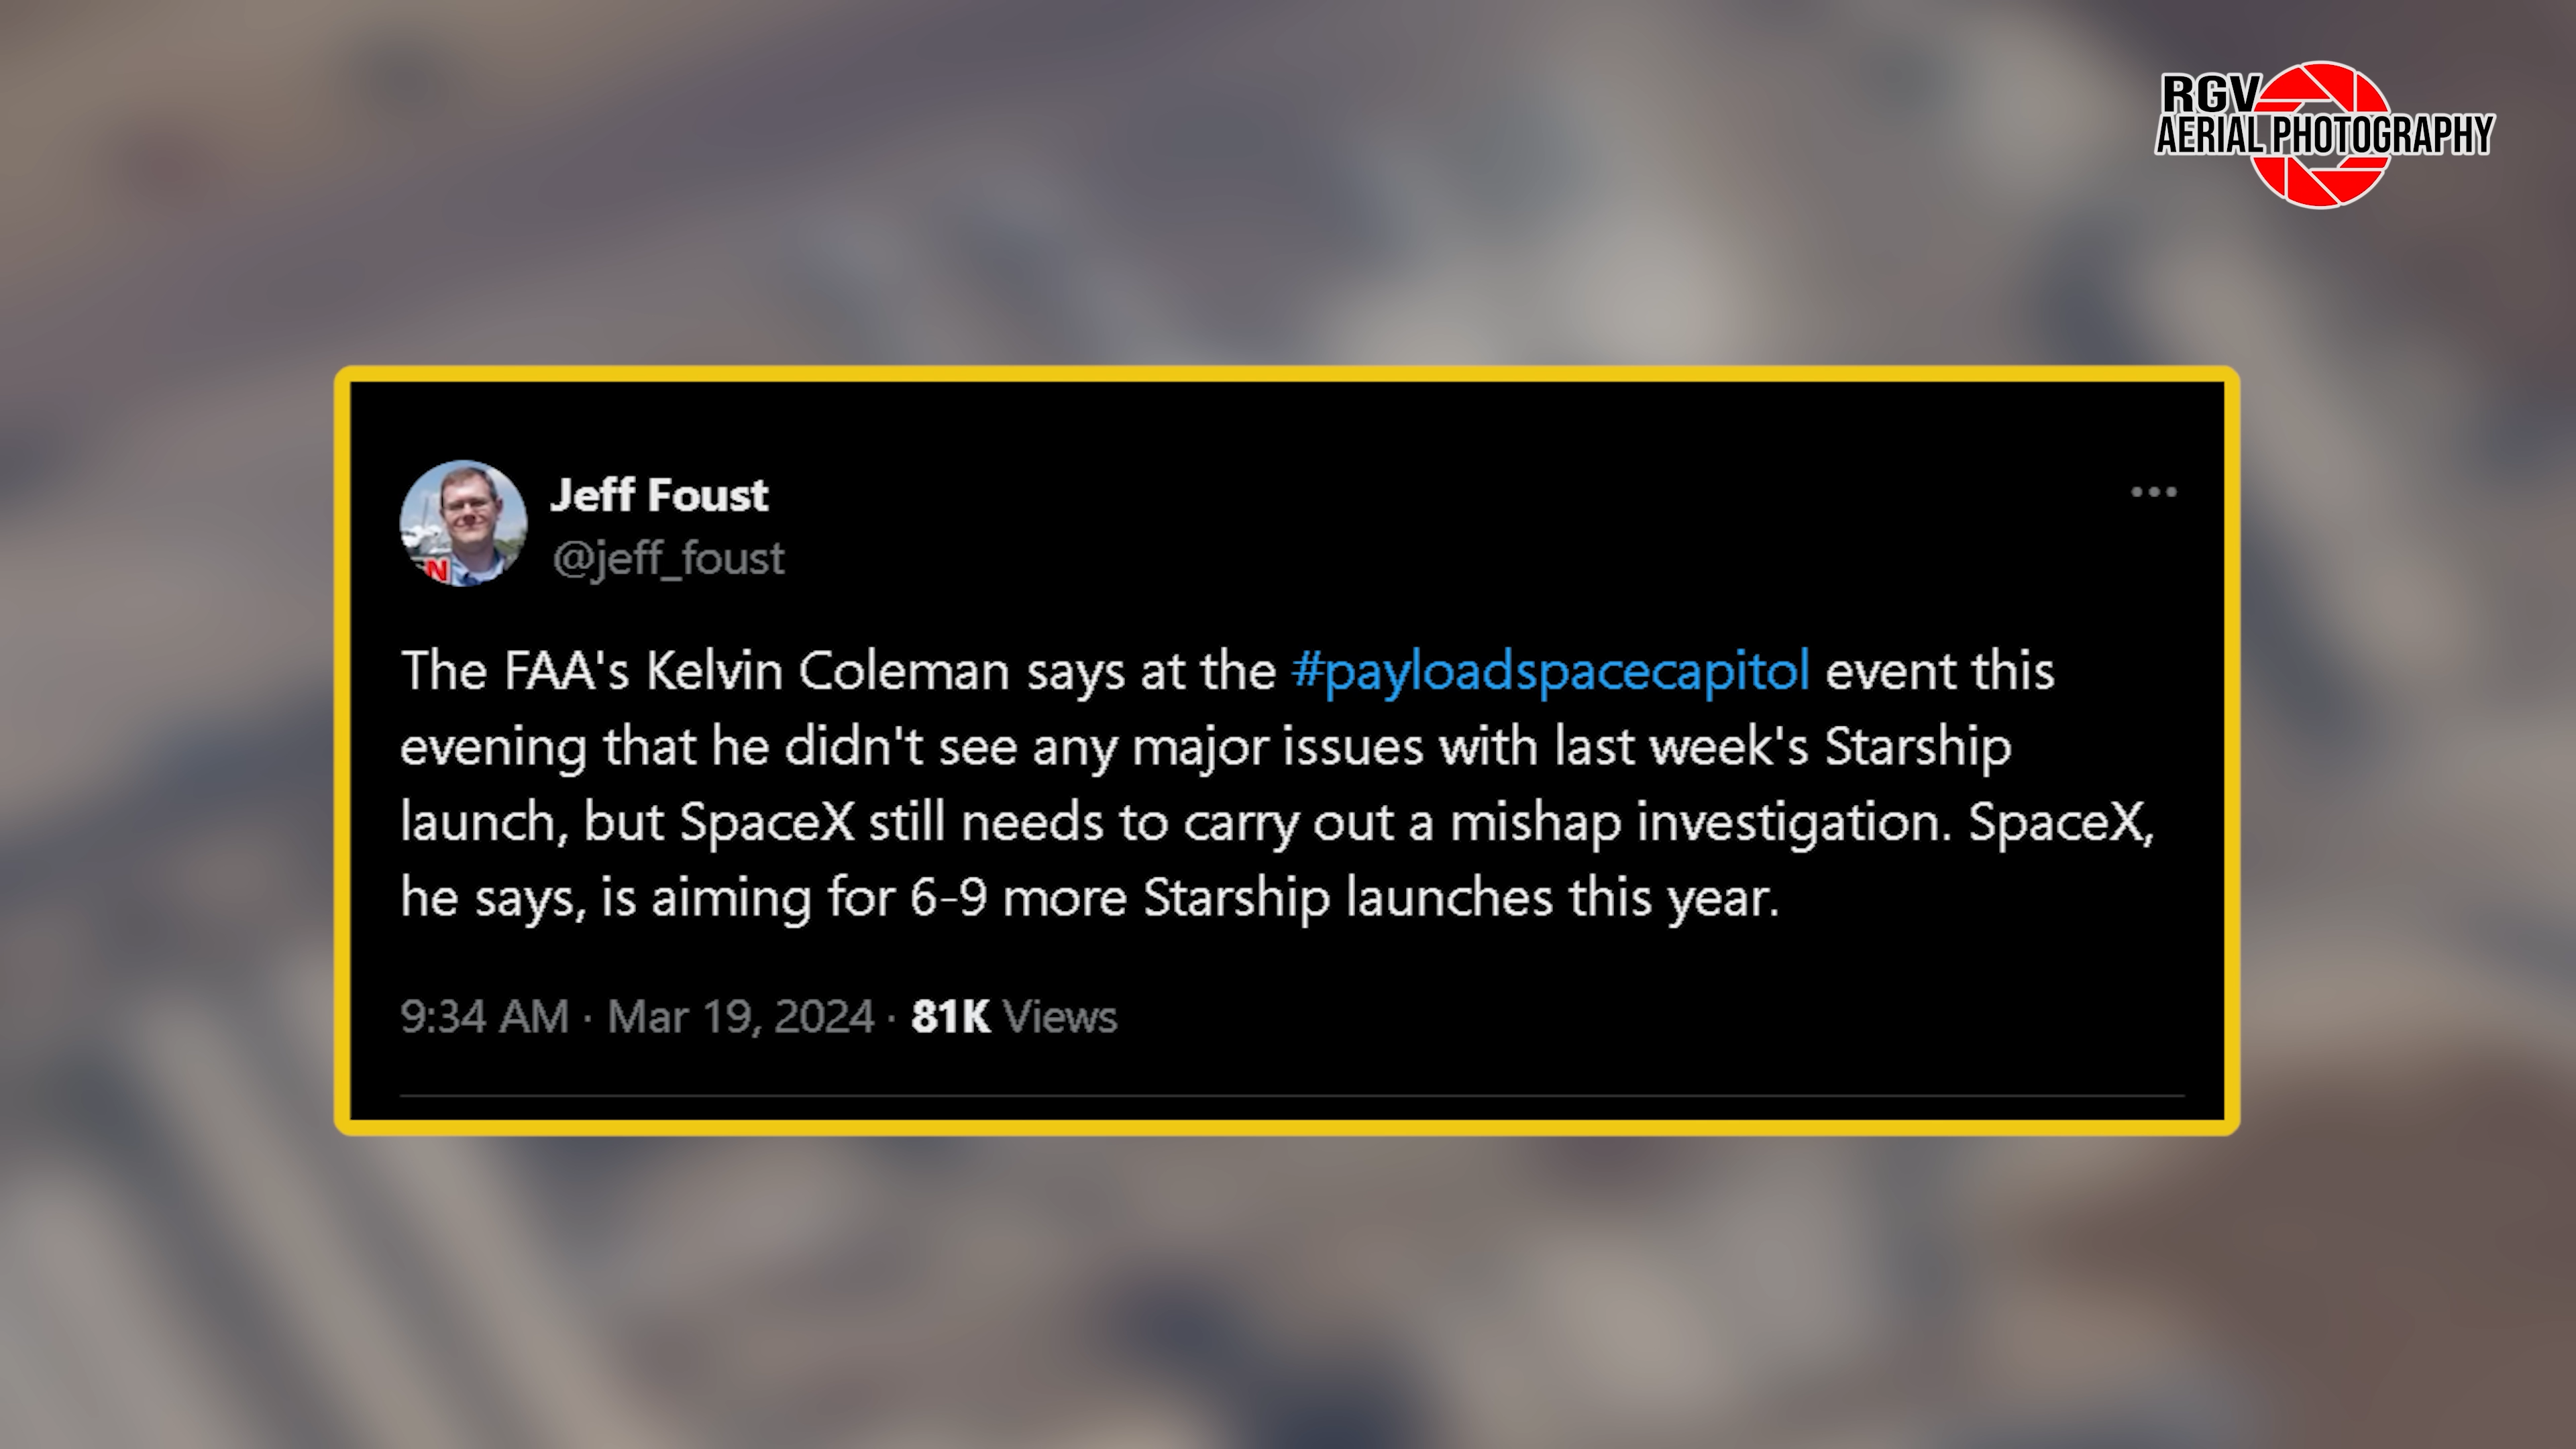 RGV
AERIAL PHOTOGRAPHY
Jeff Foust
@jeff_foust
N
The FAA's Kelvin Coleman says at the #payloadspacecapitol event this
evening that he didn't see any major issues with last week's Starship
launch, but SpaceX still needs to carry out a mishap investigation. SpaceX,
he says, is aiming for 6-9 more Starship launches this year.
9:34 AM · Mar 19, 2024 · 81K Views